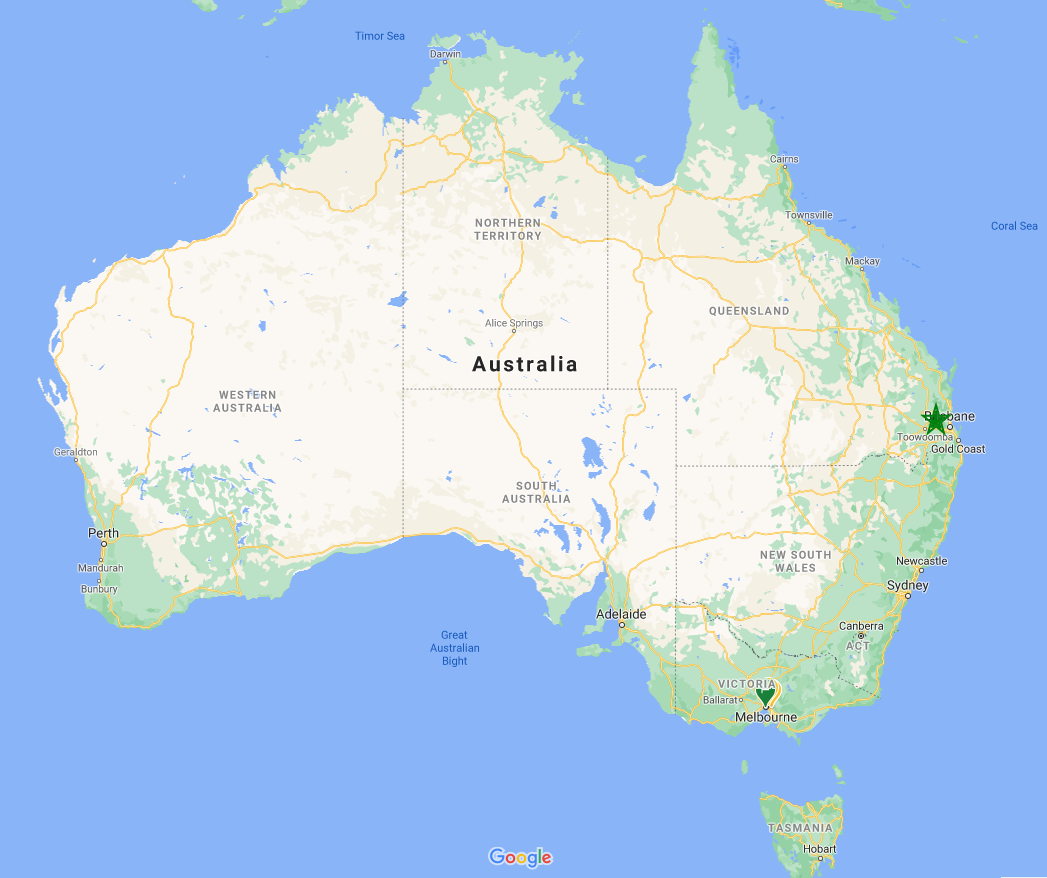 Timor Sea
Darwin
Cairns
NORTHERN
TERRITORY
Townsville
Coral Sea
Mackay
QUEENSLAND
Alice Springs
Australia
WESTERN
AUSTRALIA
Brisbane
Toowoomba
Gold Coast
Geraldton
SOUTH
AUSTRALIA
Perth
Mandurah
Bunbury
NEW SOUTH
WALES
Newcastle
Sydney
Adelaide
Canberra
ACT
Great
Australian
Bight
VICTORIA
Ballarat
Melbourne
TASMANIA
Hobart
Google